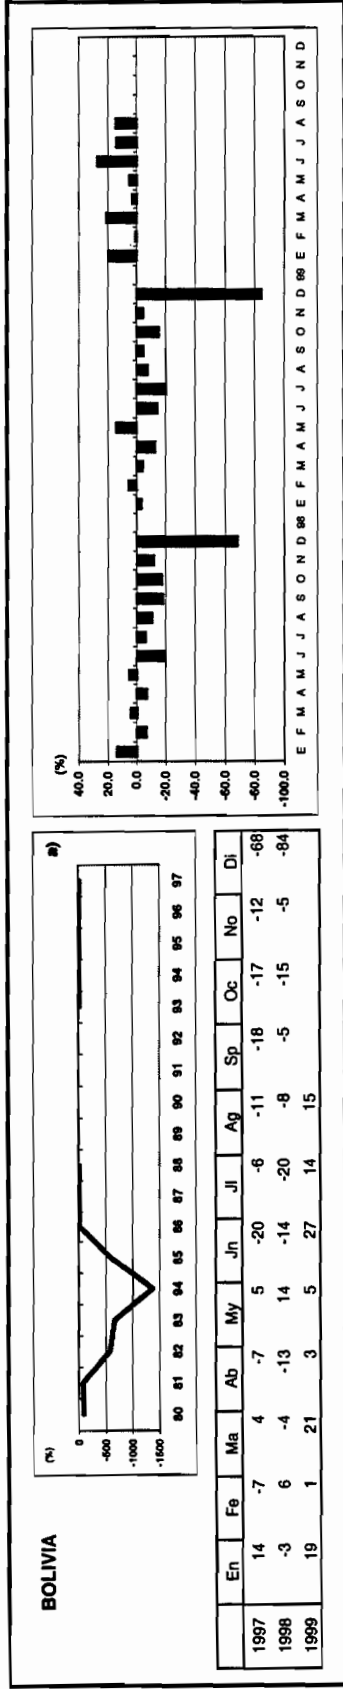 BOLIVIA
(%)
a)
0
-500
-1000
-1500
80 81 82 83 94 85 86 87 88 89 90 91 92 93 94 95 96 97
En Fe Ma Ab My Jn Jl Ag Sp Oc No Di
1997 14 -7 4 -7 5 -20 -6 -11 -18 -17 -12 -68
1998 -3 6 -4 -13 14 -14 -20 -8 -5 -15 -5 -84
1999 19 1 21 3 5 27 14 15
(%)
40.0
20.0
0.0
-20.0
-40.0
-60.0
-80.0
-100.0
E F M A M J J A S O N D 98 E F M A M J J A S O N D 99 E F M A M J J A S O N D